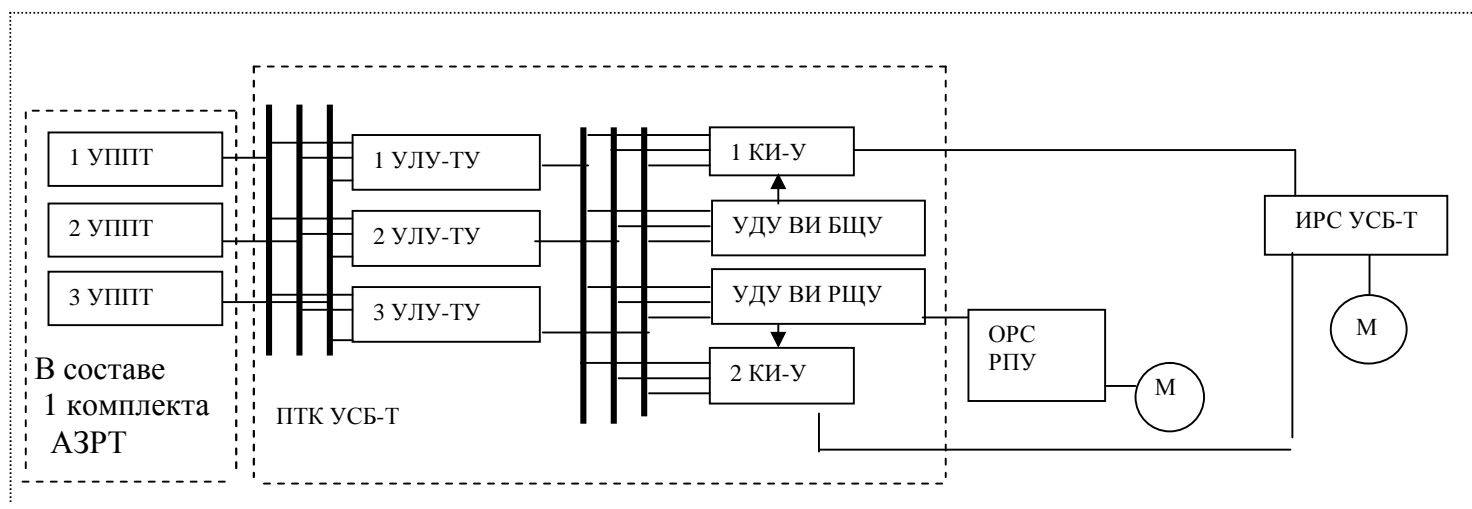 1 УППТ
2 УППТ
3 УППТ
В составе
1 комплекта
АЗРТ
1 УЛУ-ТУ
2 УЛУ-ТУ
3 УЛУ-ТУ
ПТК УСБ-Т
1 КИ-У
УДУ ВИ БЩУ
УДУ ВИ РЩУ
2 КИ-У
ОРС
РПУ
М
ИРС УСБ-Т
М